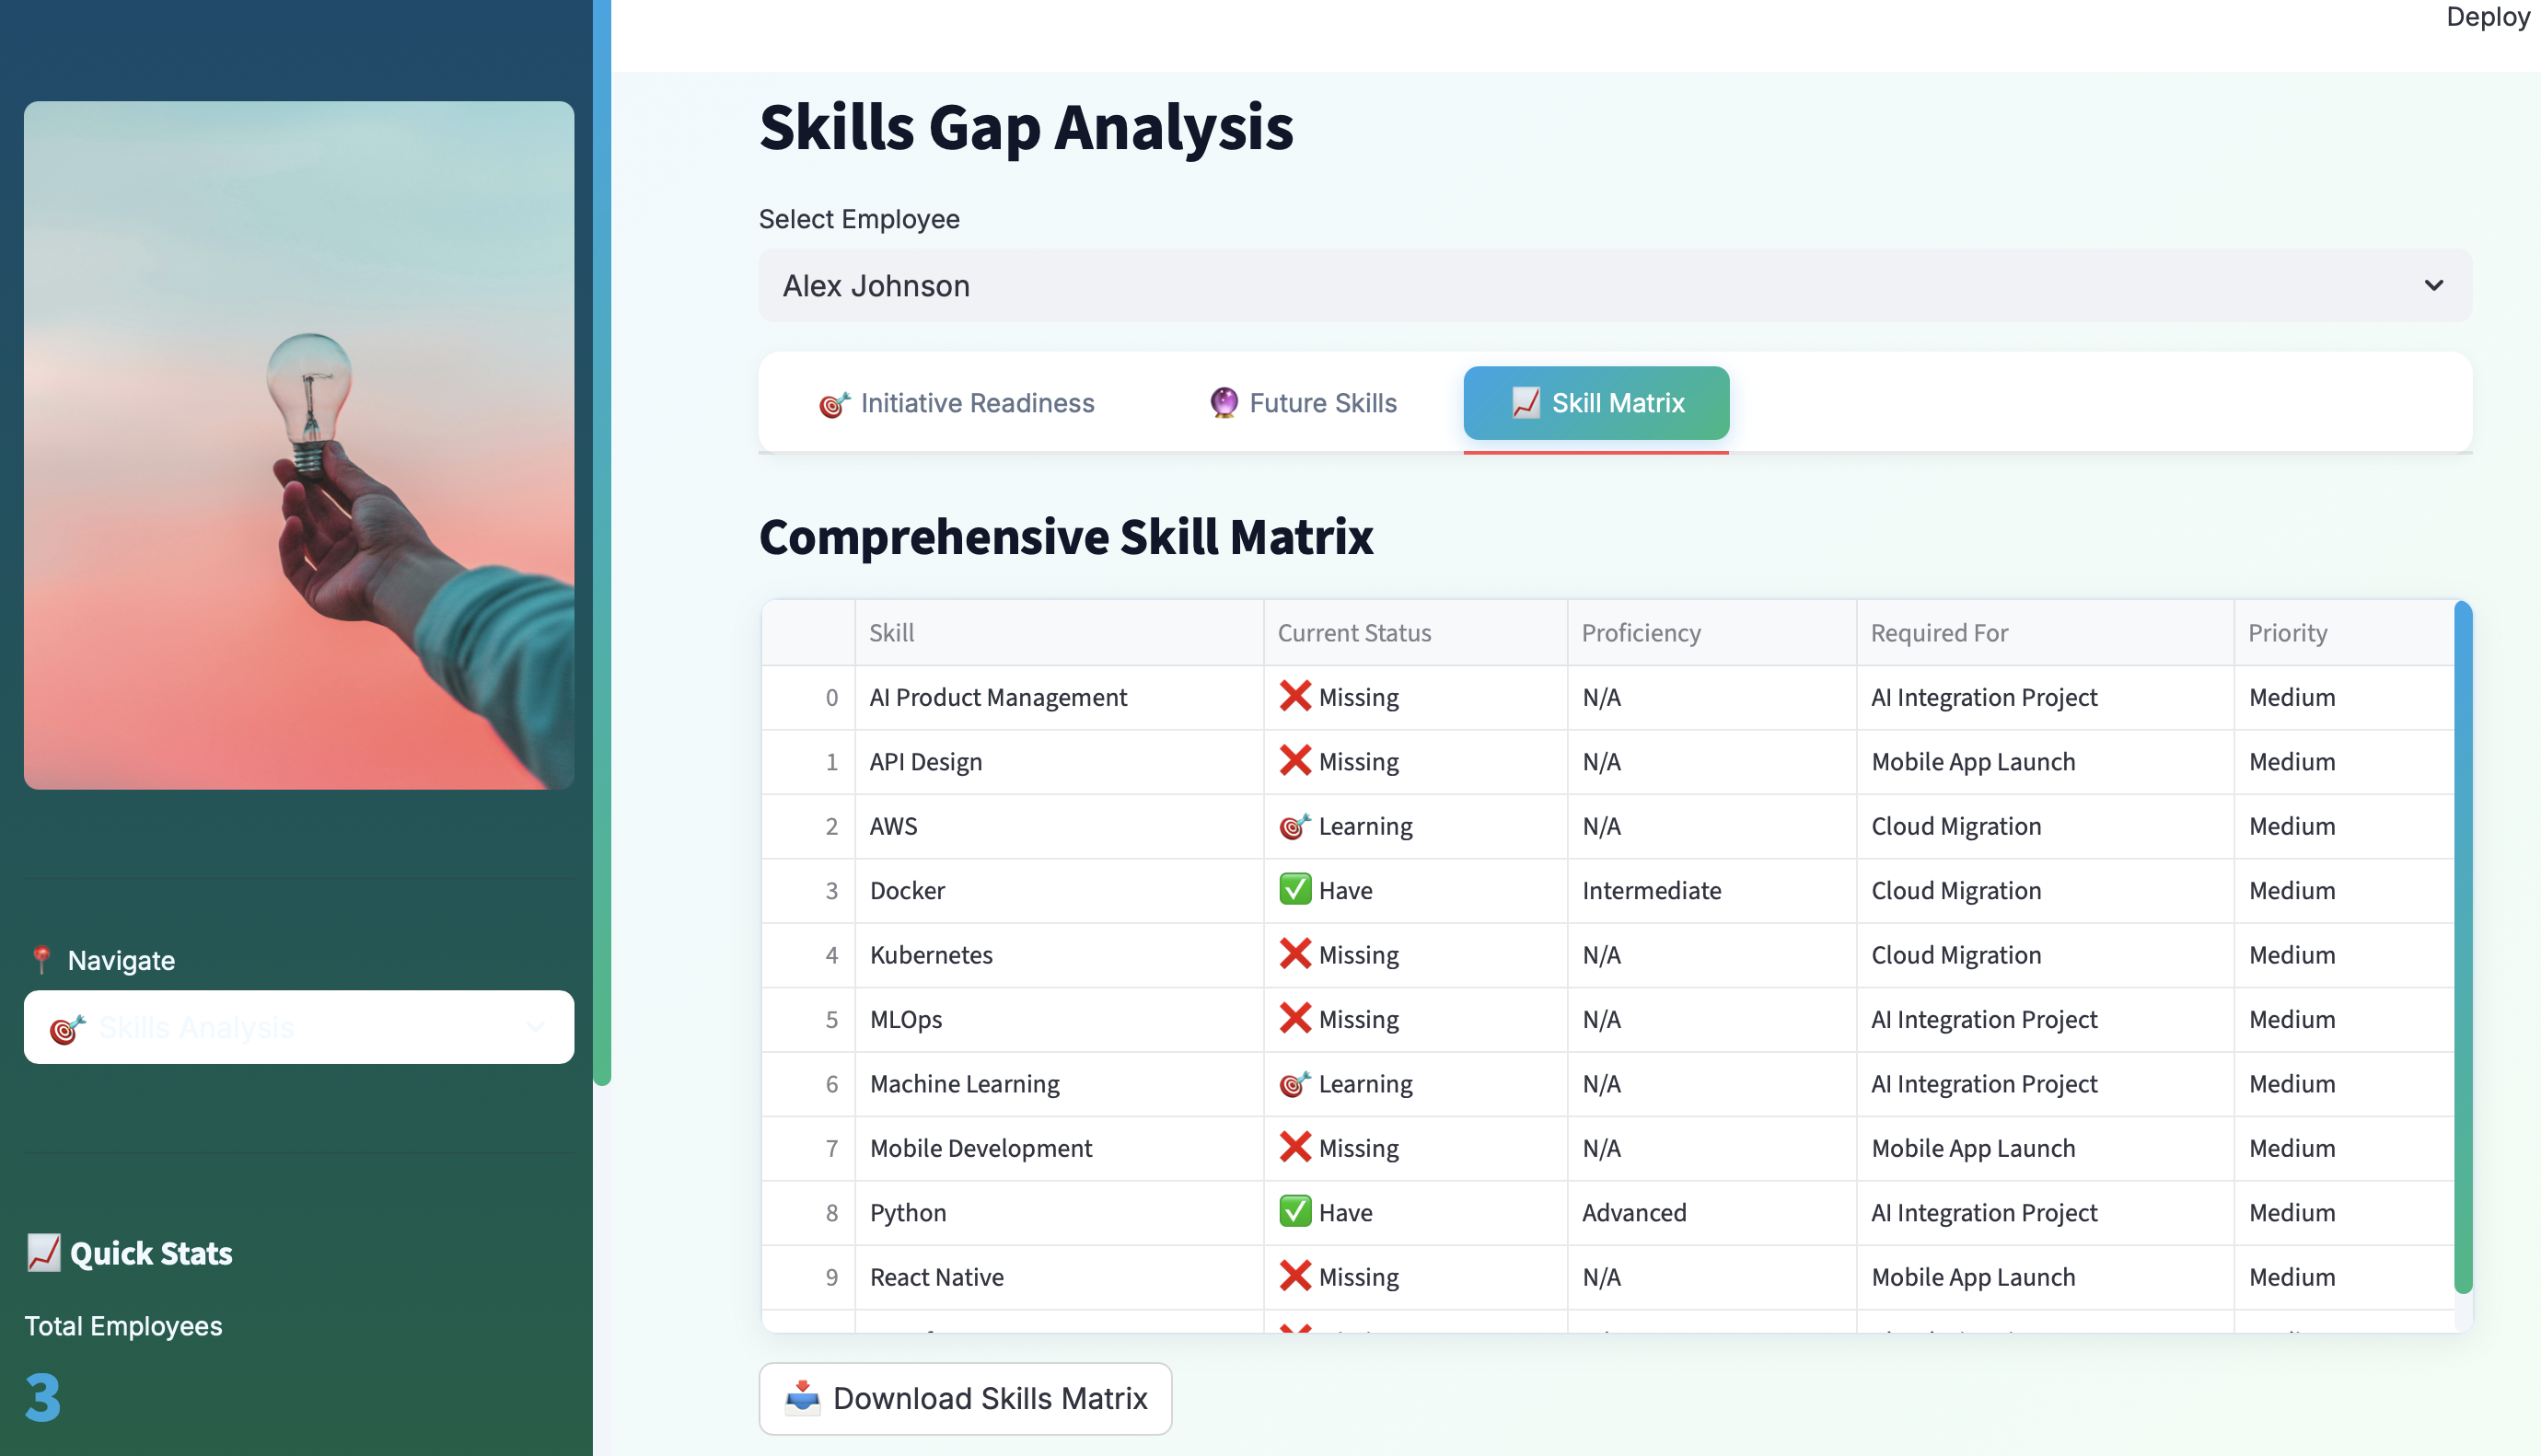 Deploy
Navigate
Skills Analysis
Quick Stats
Total Employees
3
Skills Gap Analysis
Select Employee
Alex Johnson
Initiative Readiness Future Skills Skill Matrix
Comprehensive Skill Matrix
Skill Current Status Proficiency Required For Priority
0 AI Product Management Missing N/A AI Integration Project Medium
1 API Design Missing N/A Mobile App Launch Medium
2 AWS Learning N/A Cloud Migration Medium
3 Docker Have Intermediate Cloud Migration Medium
4 Kubernetes Missing N/A Cloud Migration Medium
5 MLOps Missing N/A AI Integration Project Medium
6 Machine Learning Learning N/A AI Integration Project Medium
7 Mobile Development Missing N/A Mobile App Launch Medium
8 Python Have Advanced AI Integration Project Medium
9 React Native Missing N/A Mobile App Launch Medium
Download Skills Matrix